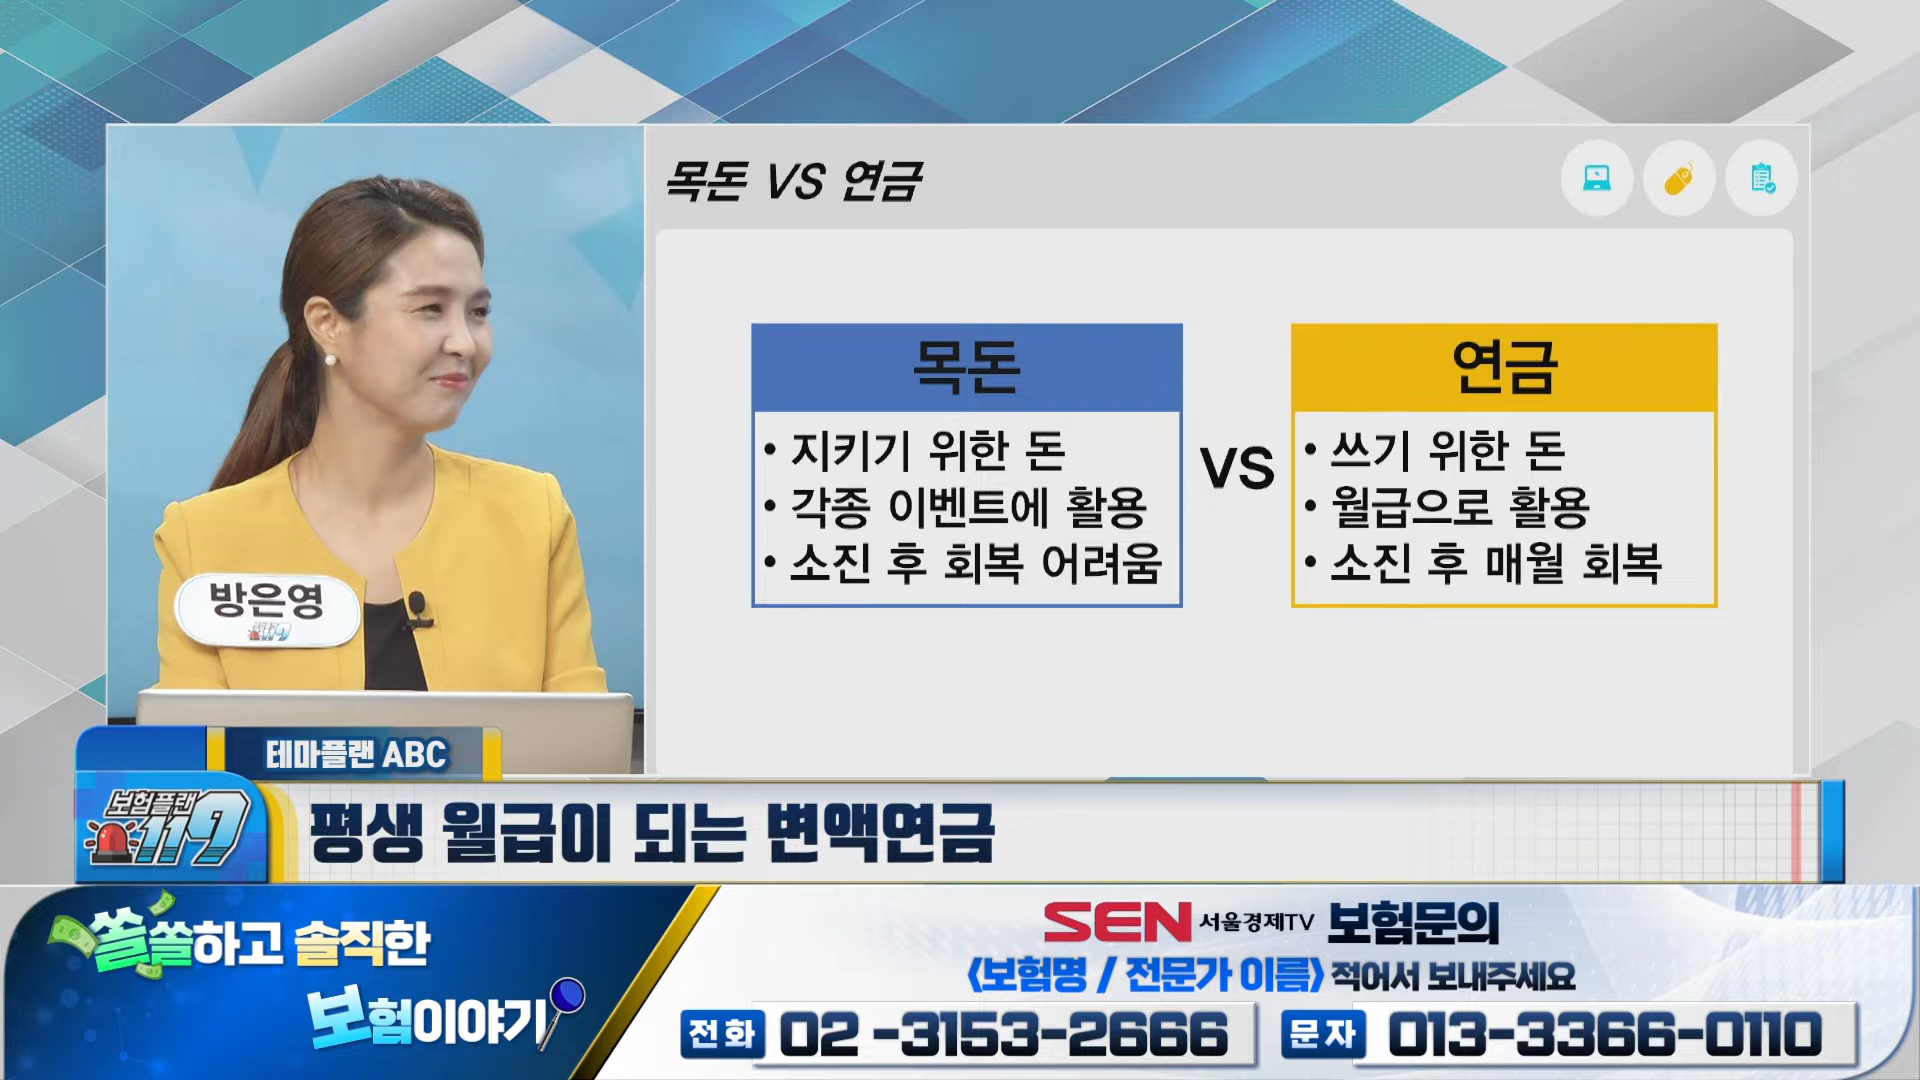 목돈 VS 연금
목돈
• 지키기 위한 돈
• 각종 이벤트에 활용
• 소진 후 회복 어려움
VS
연금
• 쓰기 위한 돈
• 월급으로 활용
• 소진 후 매월 회복
방은영
119
테마플랜 ABC
보험플랜
119
평생 월급이 되는 변액연금
쏠쏠하고 솔직한
보험이야기
SEN 서울경제TV 보험문의
〈보험명 / 전문가 이름〉 적어서 보내주세요
전화 02-3153-2666
문자 013-3366-0110